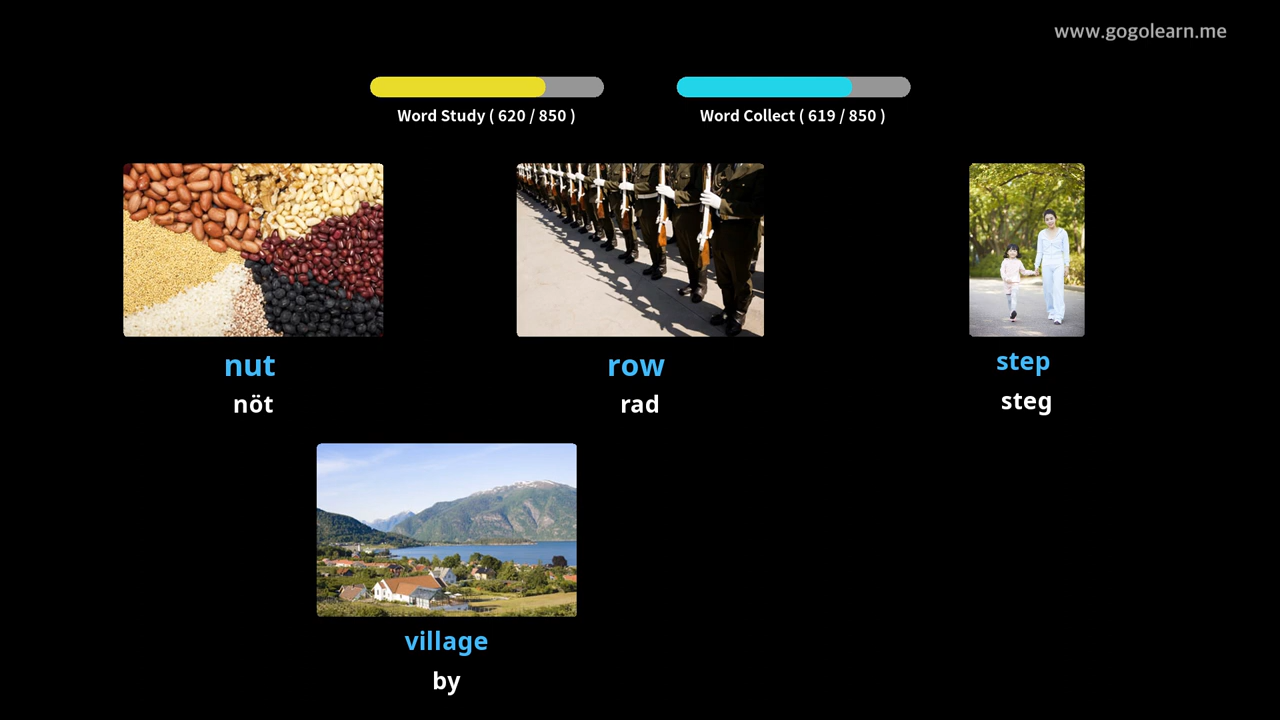 www.gogolearn.me
Word Study ( 620 / 850 )
Word Collect ( 619 / 850 )
nut
nöt
row
rad
step
steg
village
by